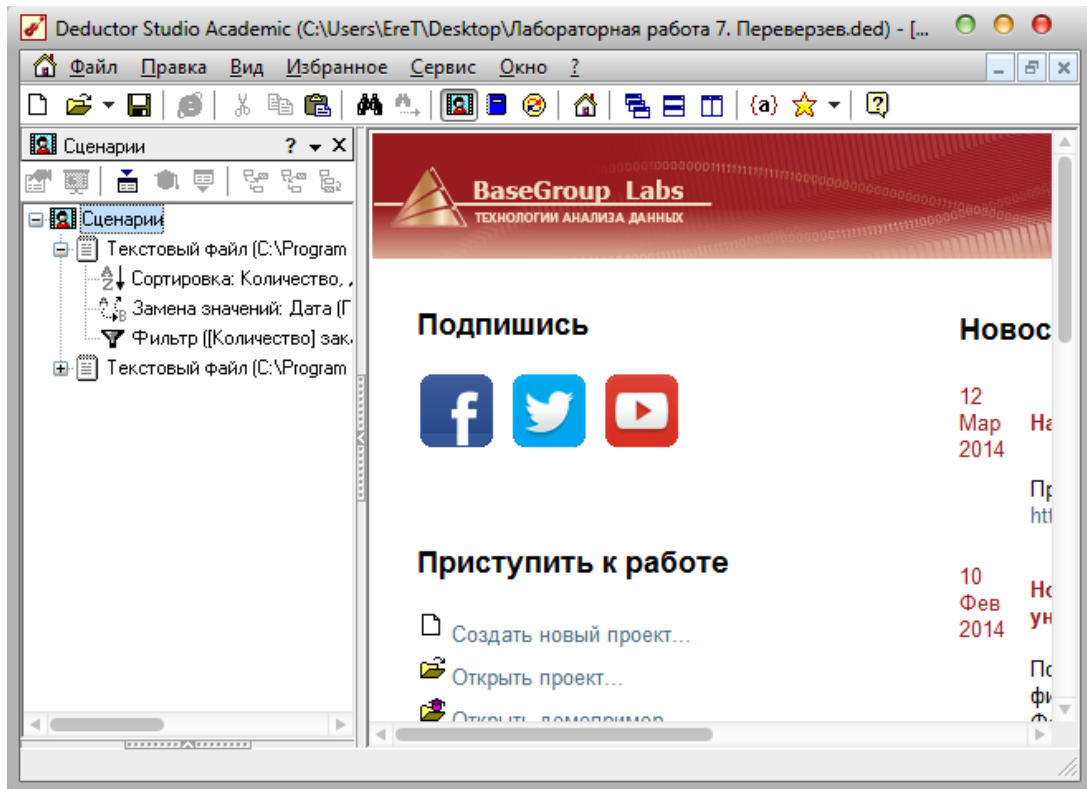 Deductor Studio Academic (C:\Users\EreT\Desktop\Лабораторная работа 7. Переверзев.ded) - [...
Файл Правка Вид Избранное Сервис Окно ?
{a}
Сценарии ?
Сценарии
Текстовый файл (C:\Program
Сортировка: Количество,
Замена значений: Дата (Г
Фильтр ([Количество] зак
Текстовый файл (C:\Program
BaseGroup Labs
ТЕХНОЛОГИИ АНАЛИЗА ДАННЫХ
Подпишись
Приступить к работе
Создать новый проект...
Открыть проект...
Открыть демопример
Новос
12
Мар
2014
На
Пр
htt
10
Фев
2014
Но
ун
По
фи